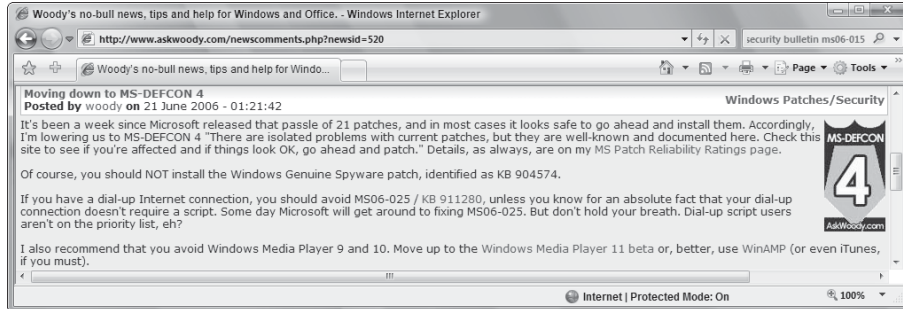 Woody's no-bull news, tips and help for Windows and Office. - Windows Internet Explorer
http://www.askwoody.com/newscomments.php?newsid=520
security bulletin ms06-015
Woody's no-bull news, tips and help for Windo...
Page
Tools
Moving down to MS-DEFCON 4
Posted by woody on 21 June 2006 - 01:21:42
Windows Patches/Security
It's been a week since Microsoft released that passle of 21 patches, and in most cases it looks safe to go ahead and install them. Accordingly,
I'm lowering us to MS-DEFCON 4 "There are isolated problems with current patches, but they are well-known and documented here. Check this
site to see if you're affected and if things look OK, go ahead and patch." Details, as always, are on my MS Patch Reliability Ratings page.
MS-DEFCON
4
AskWoody.com
Of course, you should NOT install the Windows Genuine Spyware patch, identified as KB 904574.
If you have a dial-up Internet connection, you should avoid MS06-025 / KB 911280, unless you know for an absolute fact that your dial-up
connection doesn't require a script. Some day Microsoft will get around to fixing MS06-025. But don't hold your breath. Dial-up script users
aren't on the priority list, eh?
I also recommend that you avoid Windows Media Player 9 and 10. Move up to the Windows Media Player 11 beta or, better, use WinAMP (or even iTunes,
if you must).
Internet | Protected Mode: On
100%